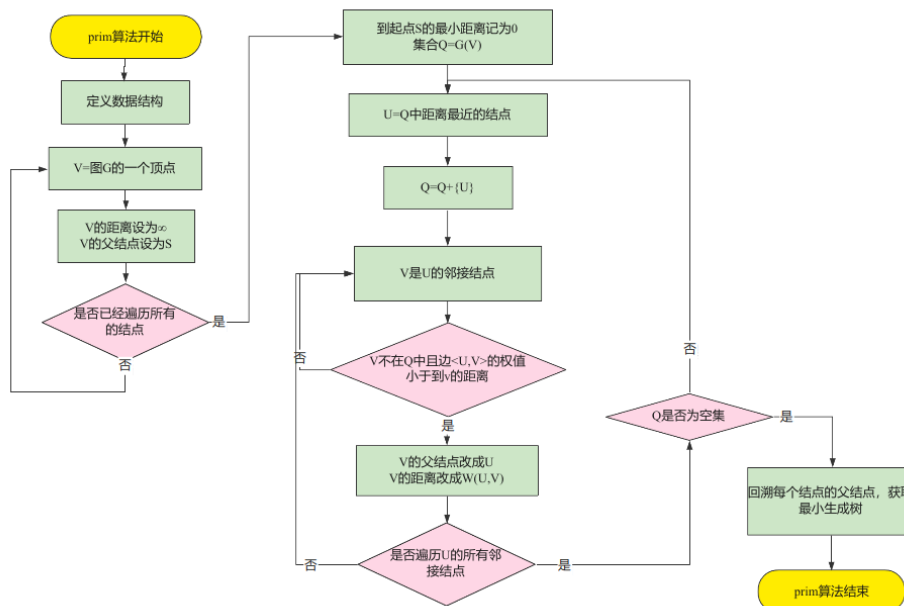 prim算法开始
定义数据结构
V=图G的一个顶点
V的距离设为∞
V的父结点设为S
是否已经遍历所有
的结点
否
是
到起点S的最小距离记为0
集合Q=G(V)
U=Q中距离最近的结点
Q=Q+{U}
V是U的邻接结点
V不在Q中且边<U,V>的权值
小于到v的距离
否
是
V的父结点改成U
V的距离改成W(U,V)
是否遍历U的所有邻
接结点
否
是
Q是否为空集
否
是
回溯每个结点的父结点，获
最小生成树
prim算法结束